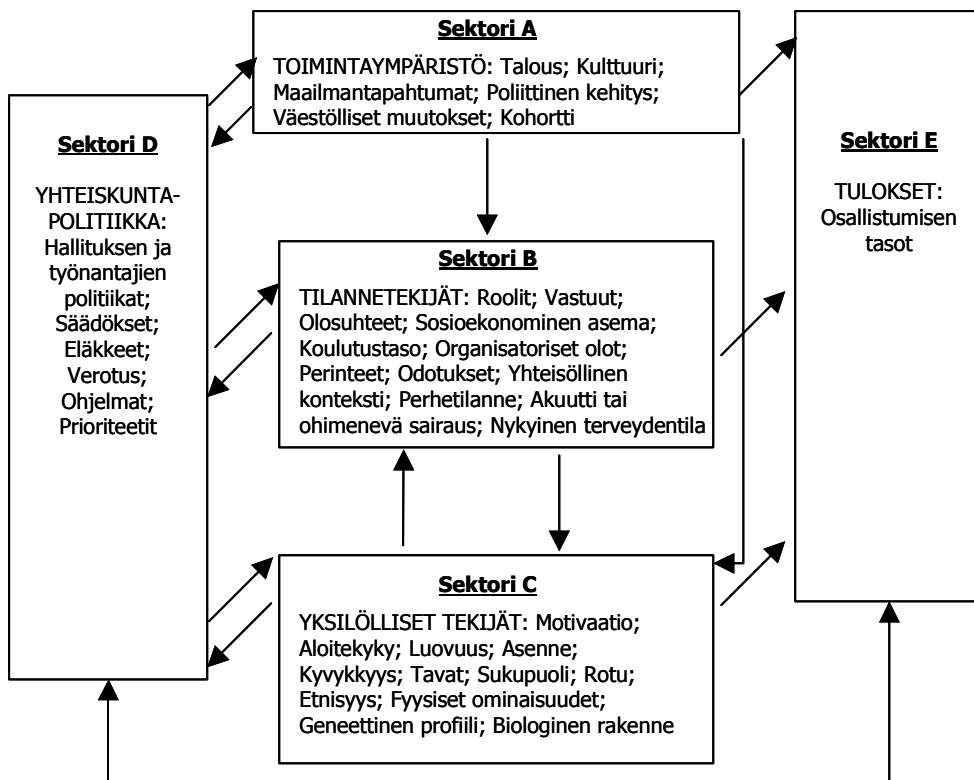 Sektori A
TOIMINTAYMPÄRISTÖ: Talous; Kulttuuri;
Maailmantapahtumat; Poliittinen kehitys;
Väestölliset muutokset; Kohortti
Sektori D
YHTEISKUNTA-
POLITIIKKA:
Hallituksen ja
työnantajien
politiikat;
Säädökset;
Eläkkeet;
Verotus;
Ohjelmat;
Prioriteetit
Sektori B
TILANNETEKIJÄT: Roolit; Vastuut;
Olosuhteet; Sosioekonominen asema;
Koulutustaso; Organisatoriset olot;
Perinteet; Odotukset; Yhteisöllinen
konteksti; Perhetilanne; Akuutti tai
ohimenevä sairaus; Nykyinen terveydentila
Sektori C
YKSILÖLLISET TEKIJÄT: Motivaatio;
Aloitekyky; Luovuus; Asenne;
Kyvykkyys; Tavat; Sukupuoli; Rotu;
Etnisyys; Fyysiset ominaisuudet;
Geneettinen profiili; Biologinen rakenne
Sektori E
TULOKSET:
Osallistumisen
tasot